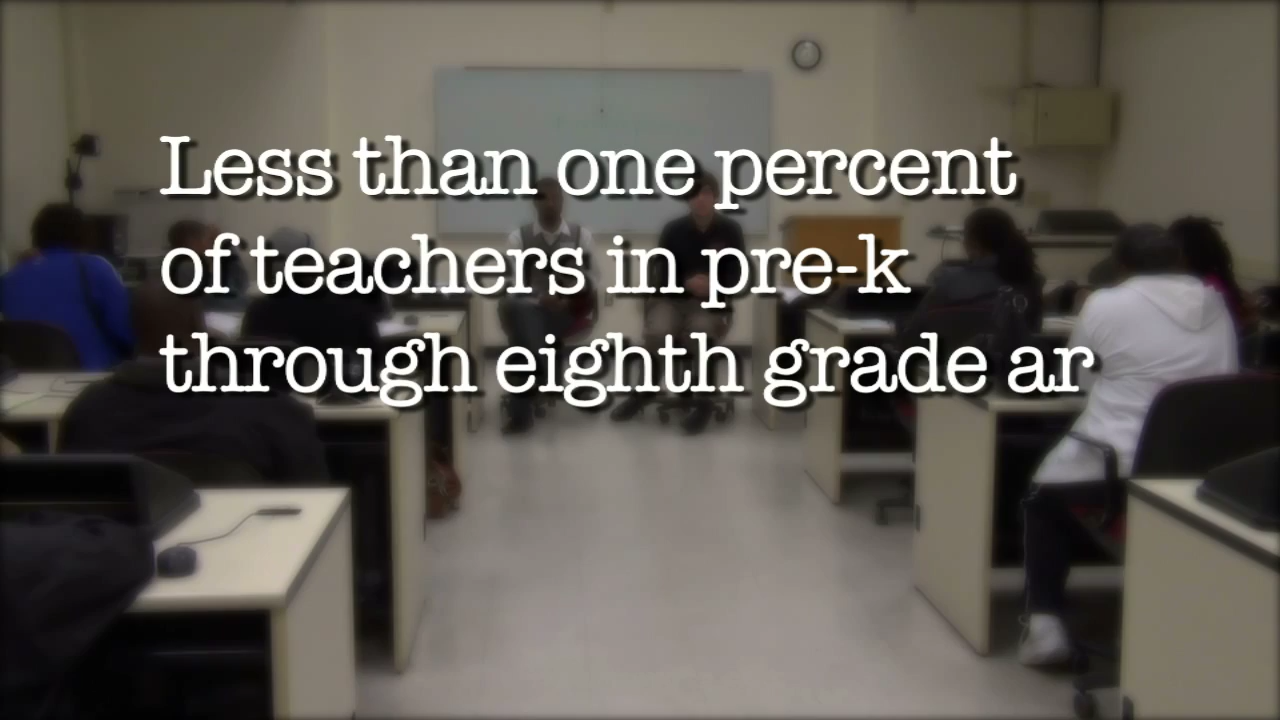 Less than one percent
of teachers in pre-k
through eighth grade ar